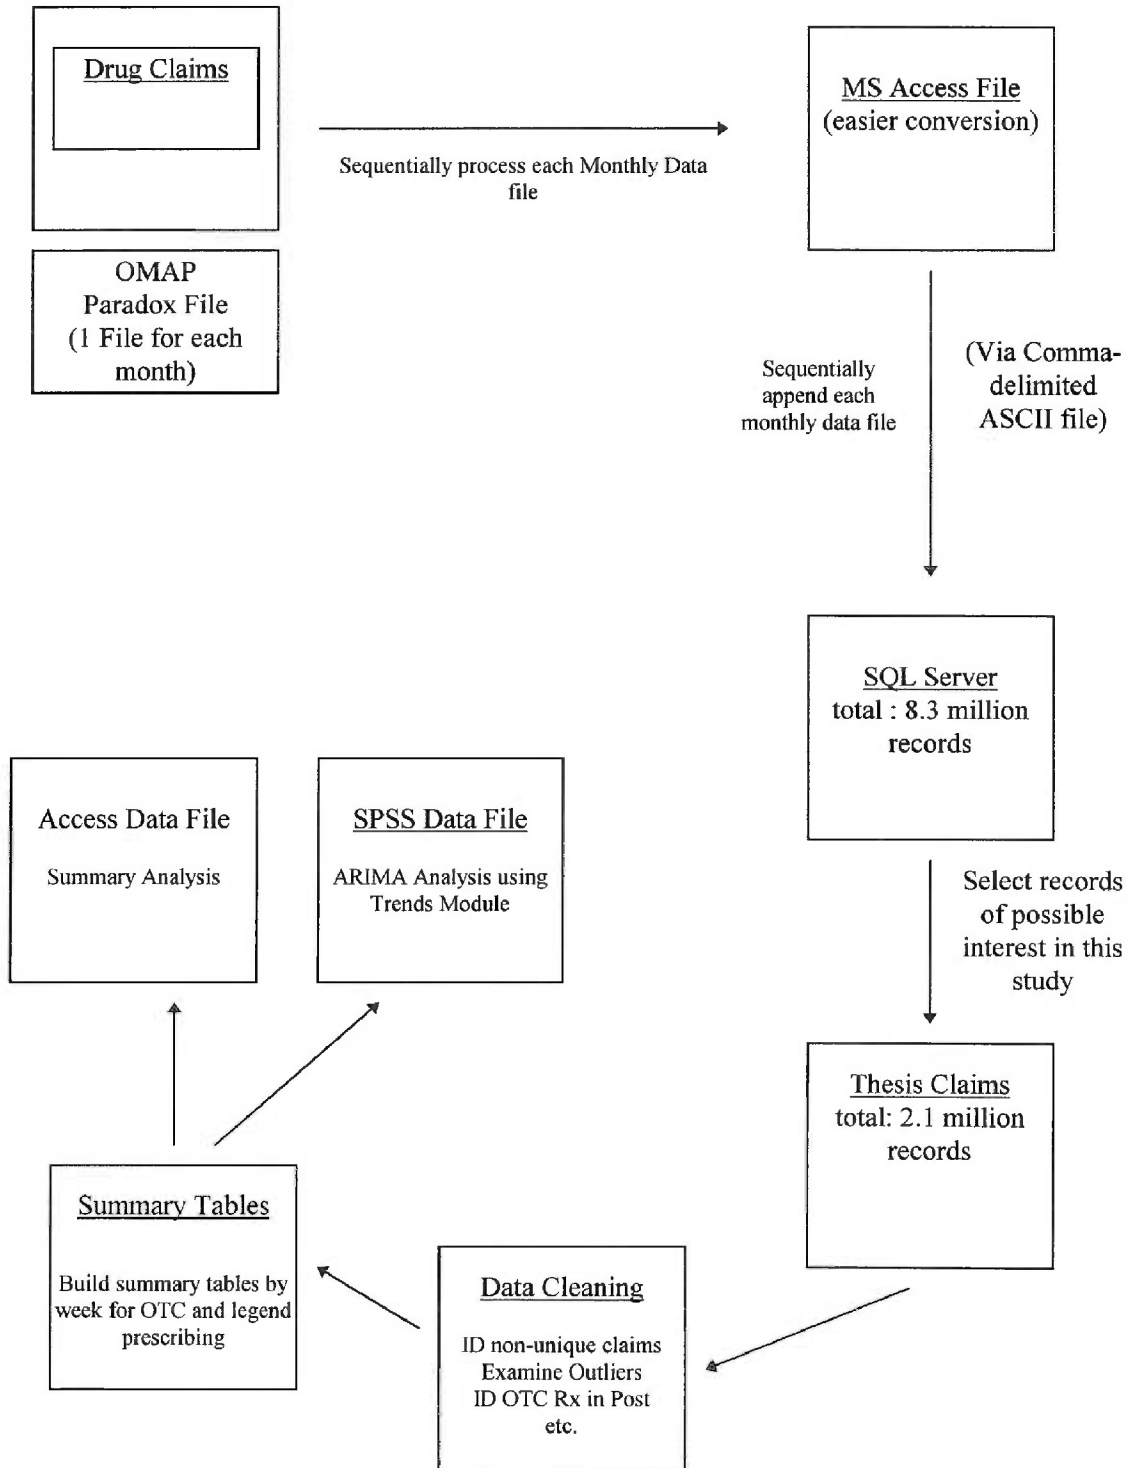 Drug Claims
OMAP
Paradox File
(1 File for each
month)
Sequentially process each Monthly Data
file
MS Access File
(easier conversion)
Sequentially
append each
monthly data file
(Via Comma-
delimited
ASCII file)
SQL Server
total : 8.3 million
records
Select records
of possible
interest in this
study
Thesis Claims
total: 2.1 million
records
Data Cleaning
ID non-unique claims
Examine Outliers
ID OTC Rx in Post
etc.
Summary Tables
Build summary tables by
week for OTC and legend
prescribing
Access Data File
Summary Analysis
SPSS Data File
ARIMA Analysis using
Trends Module